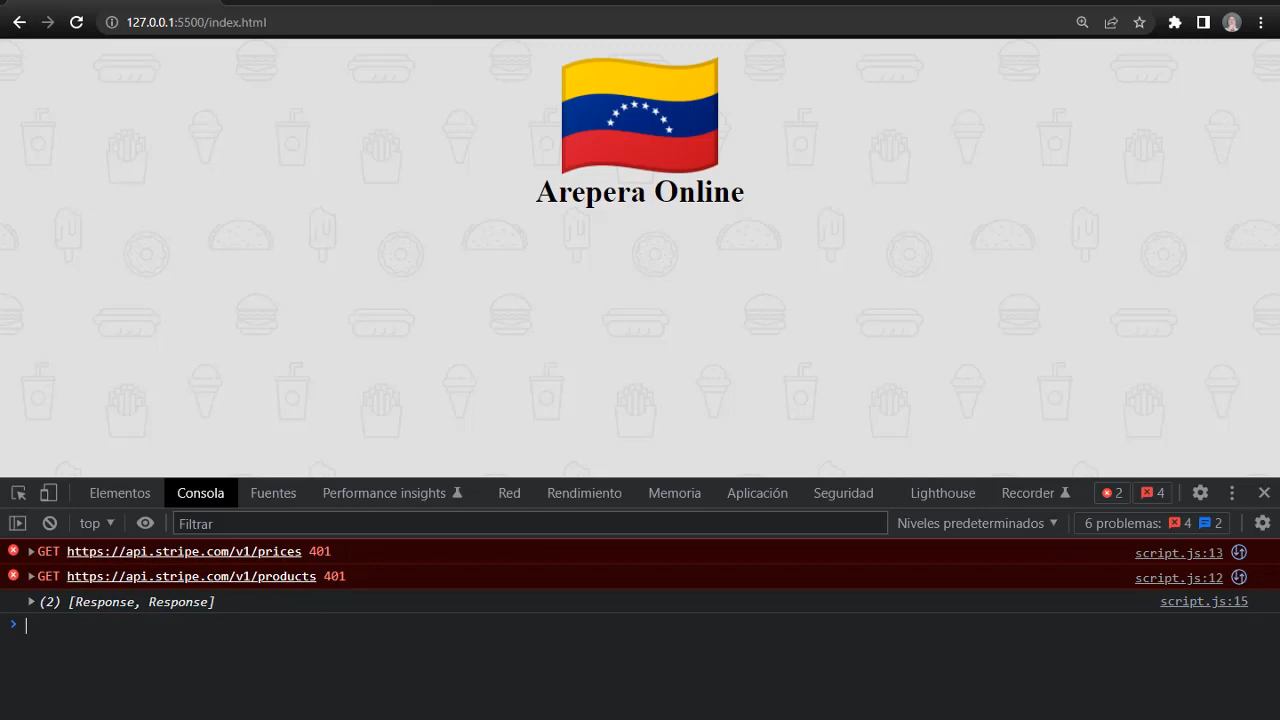 127.0.0.1:5500/index.html
Arepera Online
Elementos Consola Fuentes Performance insights Red Rendimiento Memoria Aplicación Seguridad Lighthouse Recorder 2 4
top Filtrar Niveles predeterminados 6 problemas: 4 2
GET https://api.stripe.com/v1/prices 401 script.js:13
GET https://api.stripe.com/v1/products 401 script.js:12
(2) [Response, Response] script.js:15